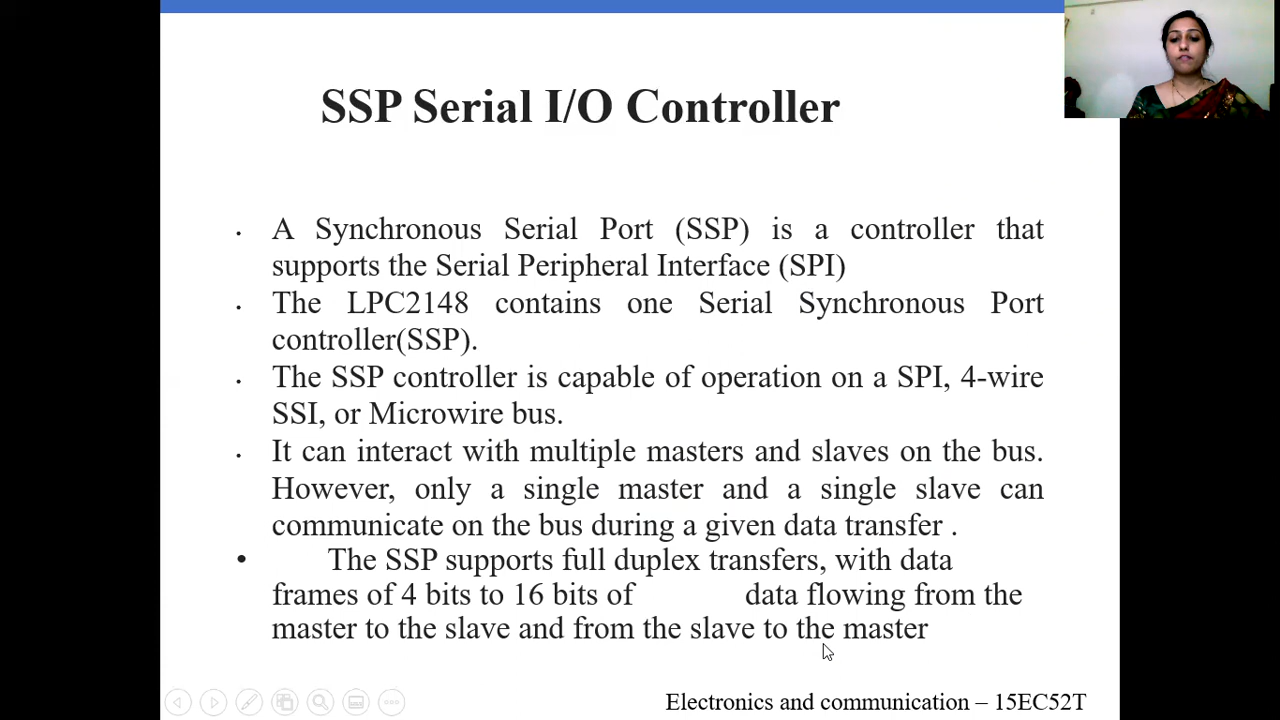 SSP Serial I/O Controller
• A Synchronous Serial Port (SSP) is a controller that
supports the Serial Peripheral Interface (SPI)
• The LPC2148 contains one Serial Synchronous Port
controller(SSP).
• The SSP controller is capable of operation on a SPI, 4-wire
SSI, or Microwire bus.
• It can interact with multiple masters and slaves on the bus.
However, only a single master and a single slave can
communicate on the bus during a given data transfer .
• The SSP supports full duplex transfers, with data
frames of 4 bits to 16 bits of data flowing from the
master to the slave and from the slave to the master
Electronics and communication – 15EC52T